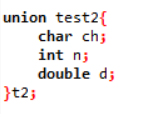 union test2{
    char ch;
    int n;
    double d;
}t2;